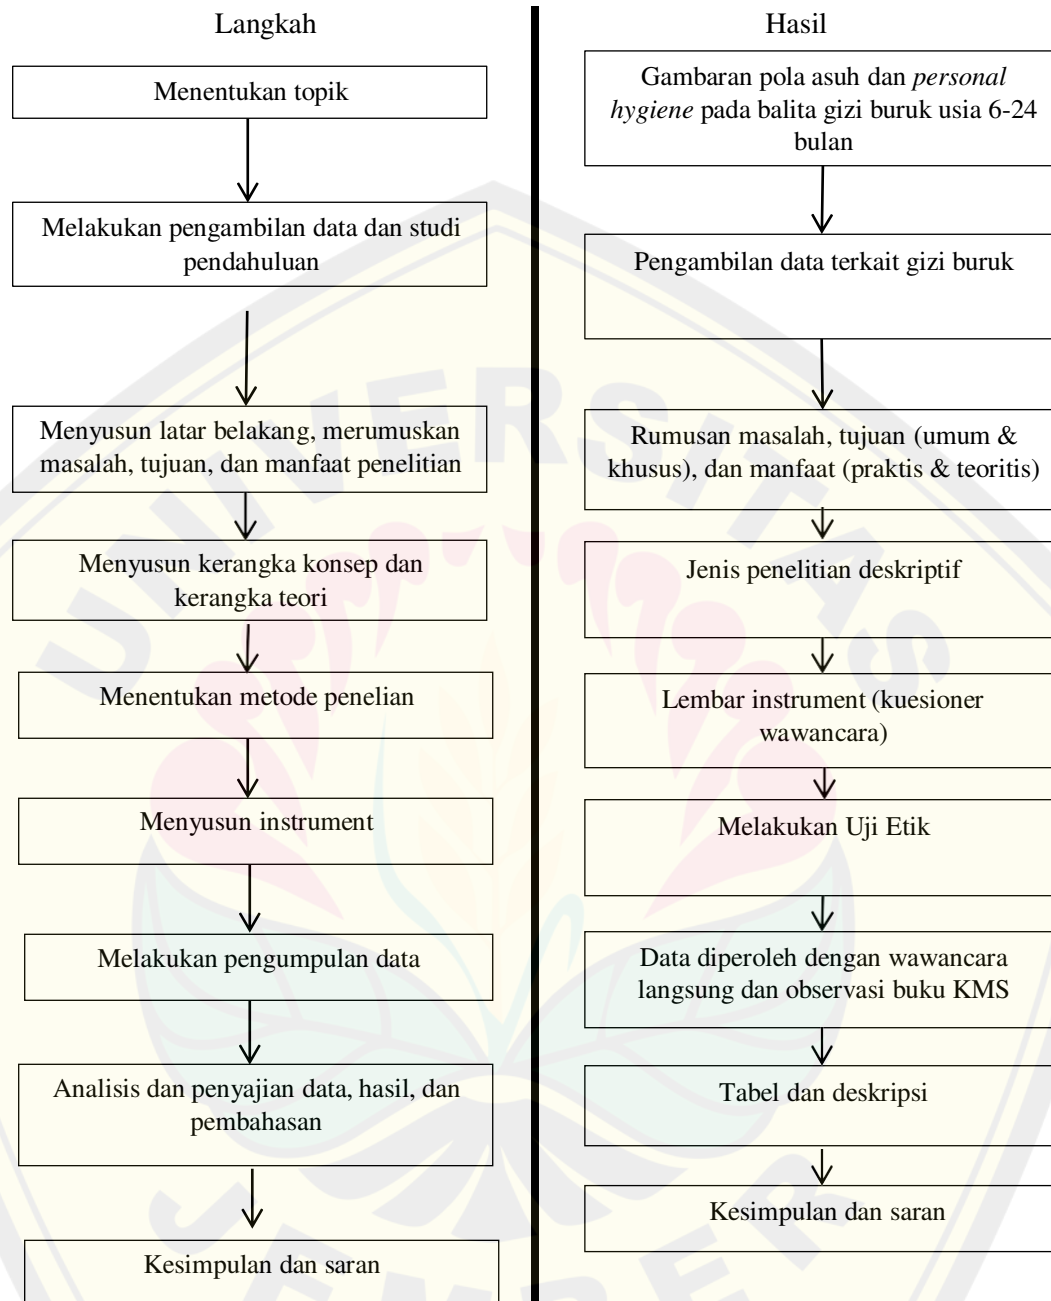 Langkah
Menentukan topik
Melakukan pengambilan data dan studi
pendahuluan
Menyusun latar belakang, merumuskan
masalah, tujuan, dan manfaat penelitian
Menyusun kerangka konsep dan
kerangka teori
Menentukan metode penelian
Menyusun instrument
Melakukan pengumpulan data
Analisis dan penyajian data, hasil, dan
pembahasan
Kesimpulan dan saran
Hasil
Gambaran pola asuh dan personal
hygiene pada balita gizi buruk usia 6-24
bulan
Pengambilan data terkait gizi buruk
Rumusan masalah, tujuan (umum &
khusus), dan manfaat (praktis & teoritis)
Jenis penelitian deskriptif
Lembar instrument (kuesioner
wawancara)
Melakukan Uji Etik
Data diperoleh dengan wawancara
langsung dan observasi buku KMS
Tabel dan deskripsi
Kesimpulan dan saran
UNIVERSITAS
JEMBER